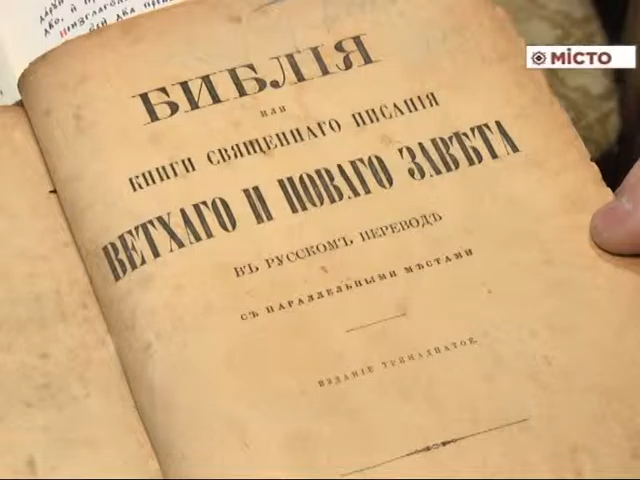 МІСТО
БИБЛІЯ
ИЛИ
КНИГИ СВЯЩЕННАГО ПИСАНІЯ
ВЕТХАГО И НОВАГО ЗАВѢТА
ВЪ РУССКОМЪ ПЕРЕВОДѢ
СЪ ПАРАЛЛЕЛЬНЫМИ МѢСТАМИ
ИЗДАНІЕ ТРИНАДЦАТОЕ.